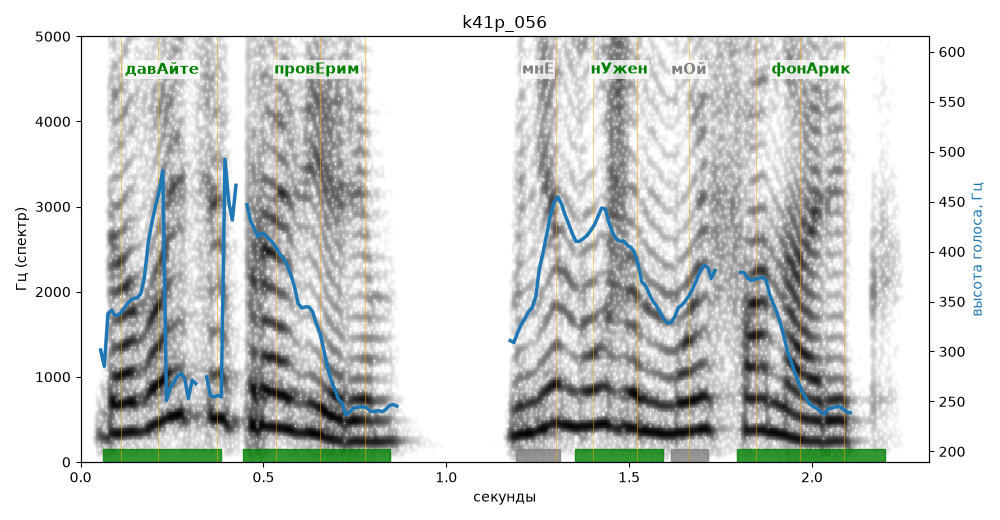 k41p_056
давАйте провЕрим мнЕ нУжен мОй фонАрик
5000
4000
3000
2000
1000
0
Гц (спектр)
600
550
500
450
400
350
300
250
200
высота голоса, Гц
0.0 0.5 1.0 1.5 2.0
секунды